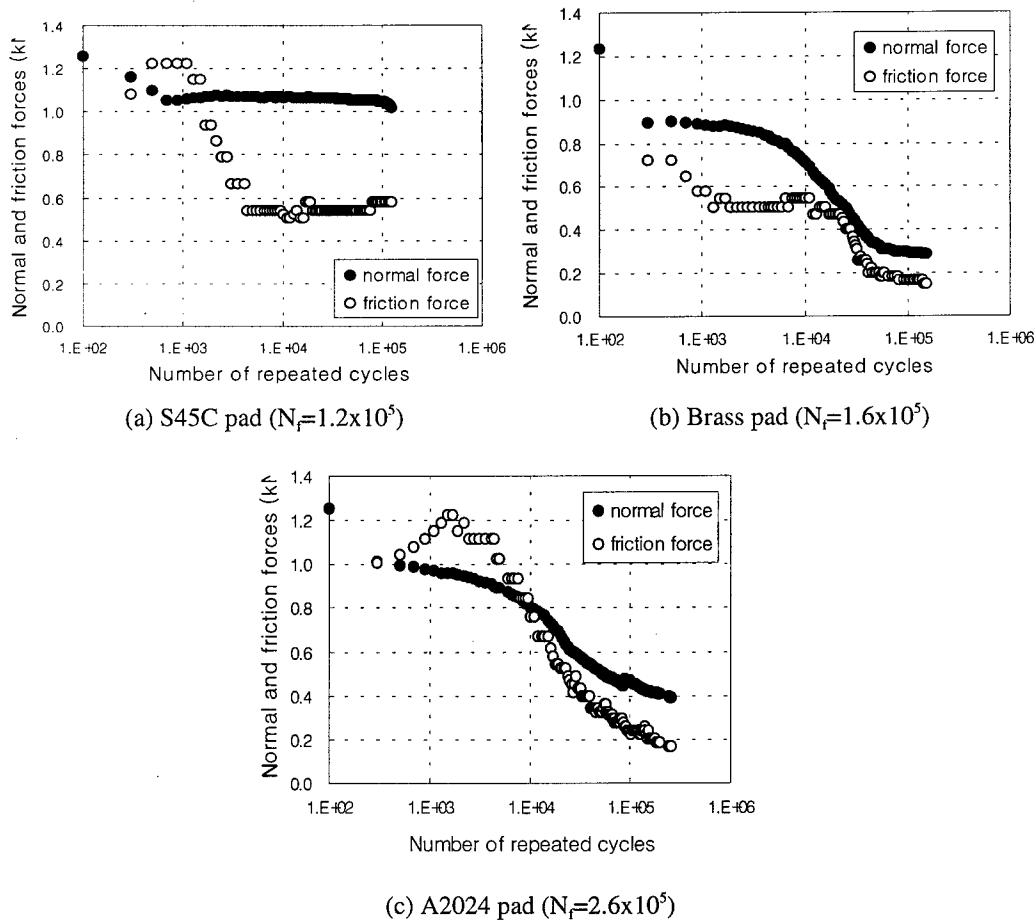 Normal and friction forces (kN
1.4
1.2
1.0
0.8
0.6
0.4
0.2
0.0
normal force
friction force
1.E+02 1.E+03 1.E+04 1.E+05 1.E+06
Number of repeated cycles
(a) S45C pad (Nf=1.2x10⁵)
Normal and friction forces (kN
1.4
1.2
1.0
0.8
0.6
0.4
0.2
0.0
normal force
friction force
1.E+02 1.E+03 1.E+04 1.E+05 1.E+06
Number of repeated cycles
(b) Brass pad (Nf=1.6x10⁵)
Normal and friction forces (kN
1.4
1.2
1.0
0.8
0.6
0.4
0.2
0.0
normal force
friction force
1.E+02 1.E+03 1.E+04 1.E+05 1.E+06
Number of repeated cycles
(c) A2024 pad (Nf=2.6x10⁵)